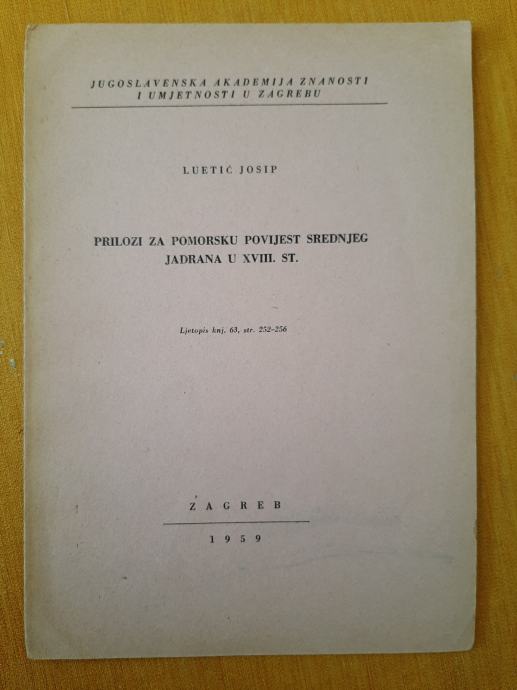 JUGOSLAVENSKA AKADEMIJA ZNANOSTI
I UMJETNOSTI U ZAGREBU
LUETIĆ JOSIP
PRILOZI ZA POMORSKU POVIJEST SREDNJEG
JADRANA U XVIII. ST.
Ljetopis knj. 63, str. 252-256
ZAGREB
1959